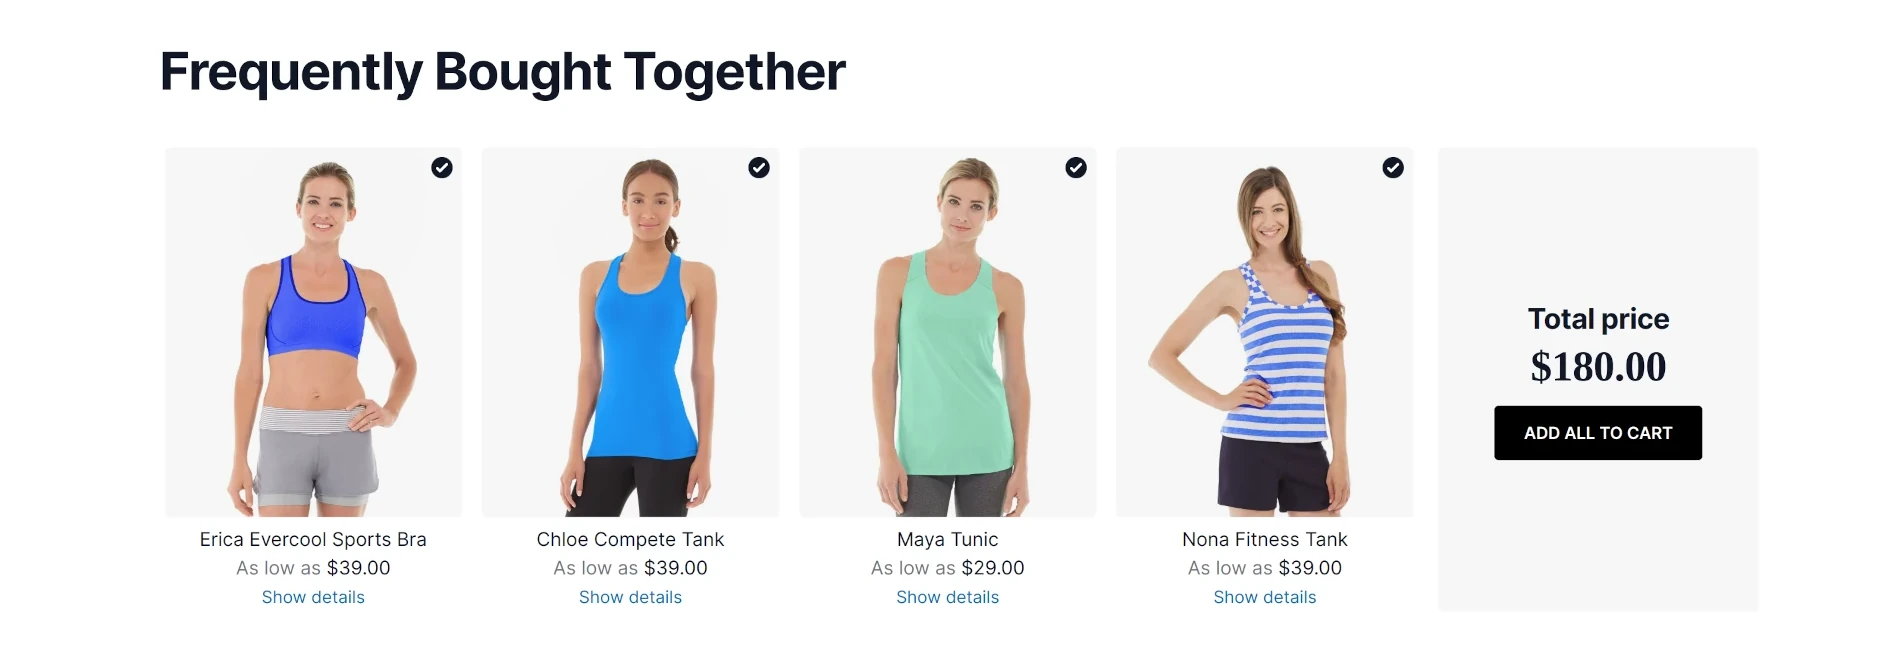 Frequently Bought Together
Erica Evercool Sports Bra
As low as $39.00
Show details
Chloe Compete Tank
As low as $39.00
Show details
Maya Tunic
As low as $29.00
Show details
Nona Fitness Tank
As low as $39.00
Show details
Total price
$180.00
ADD ALL TO CART